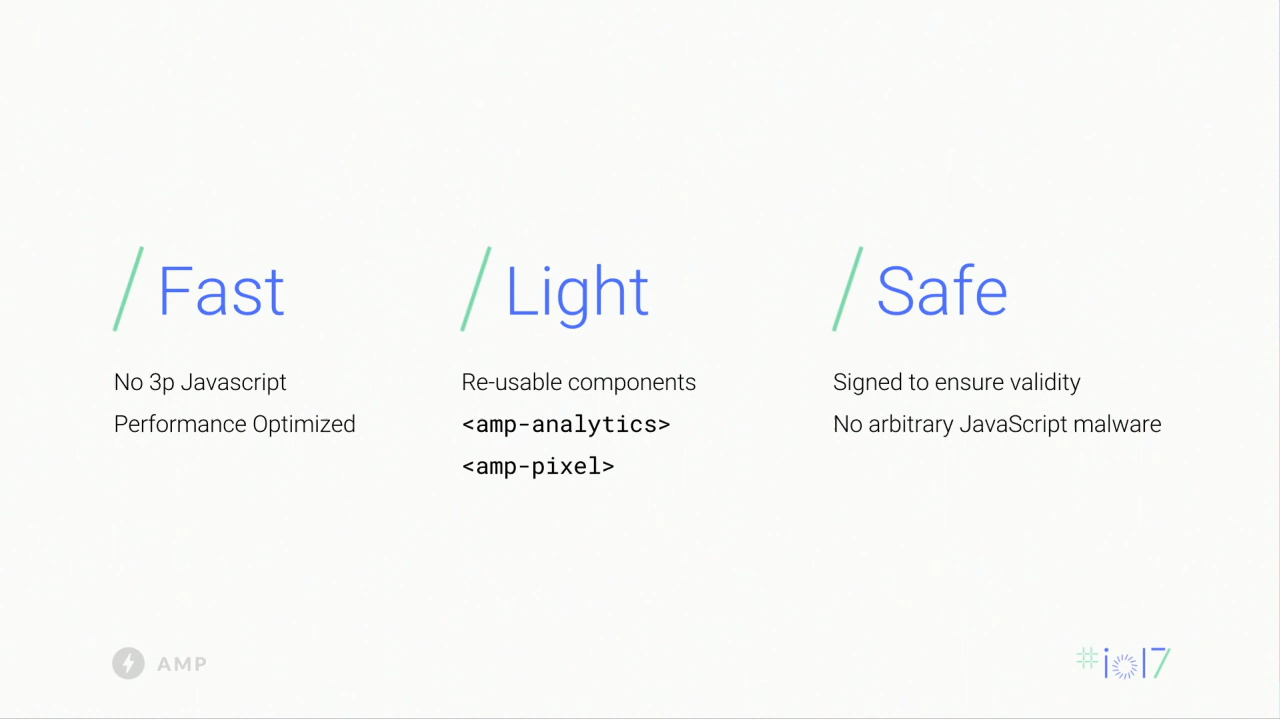 Fast
No 3p Javascript
Performance Optimized
Light
Re-usable components
<amp-analytics>
<amp-pixel>
Safe
Signed to ensure validity
No arbitrary JavaScript malware
AMP
#io17